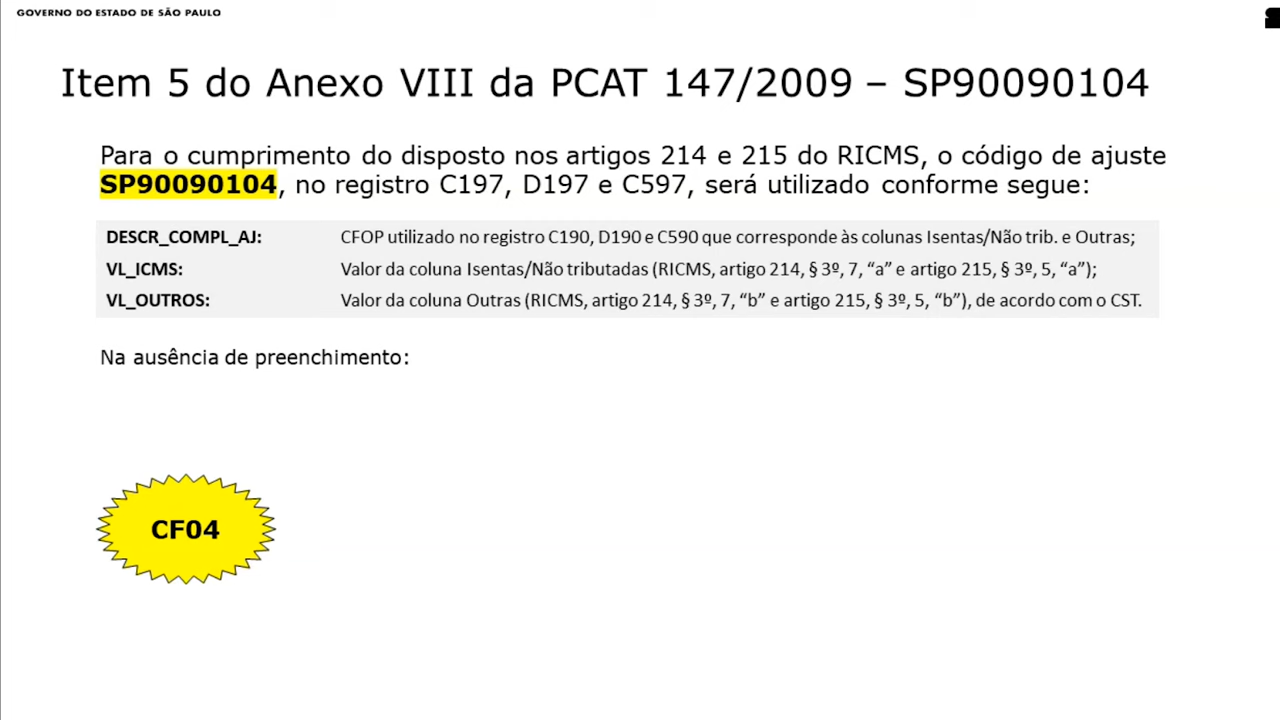 GOVERNO DO ESTADO DE SÃO PAULO
Item 5 do Anexo VIII da PCAT 147/2009 – SP90090104
Para o cumprimento do disposto nos artigos 214 e 215 do RICMS, o código de ajuste
SP90090104, no registro C197, D197 e C597, será utilizado conforme segue:
DESCR_COMPL_AJ: CFOP utilizado no registro C190, D190 e C590 que corresponde às colunas Isentas/Não trib. e Outras;
VL_ICMS: Valor da coluna Isentas/Não tributadas (RICMS, artigo 214, § 3º, 7, “a” e artigo 215, § 3º, 5, “a”);
VL_OUTROS: Valor da coluna Outras (RICMS, artigo 214, § 3º, 7, “b” e artigo 215, § 3º, 5, “b”), de acordo com o CST.
Na ausência de preenchimento:
CF04